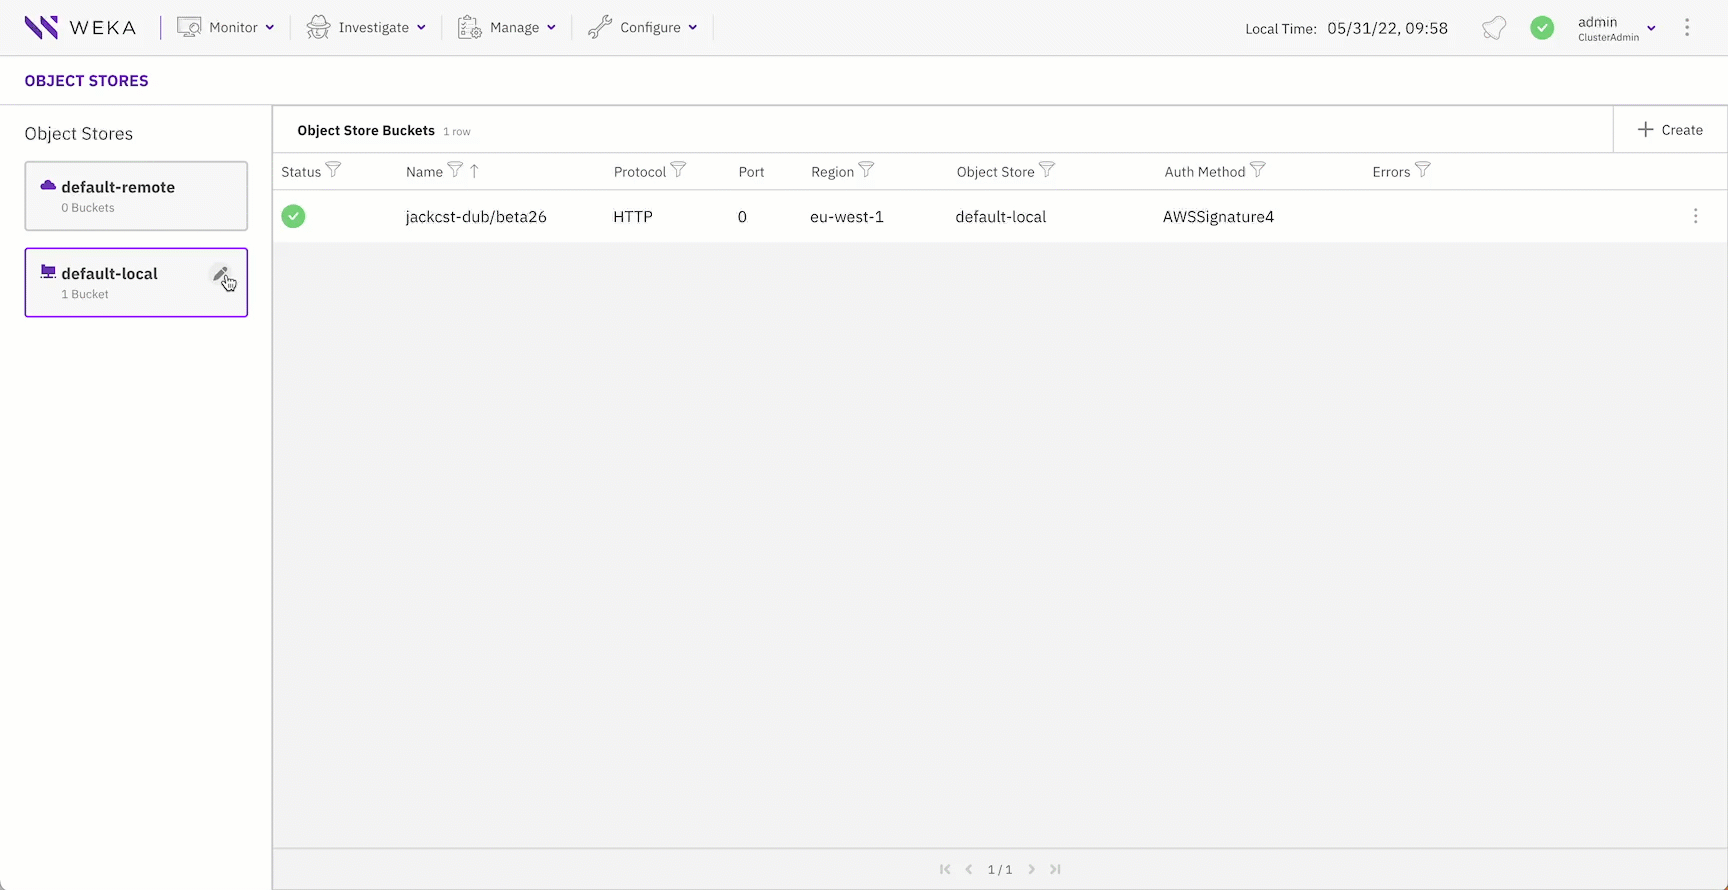 WEKA Monitor Investigate Manage Configure Local Time: 05/31/22, 09:58 admin
ClusterAdmin
OBJECT STORES
Object Stores
default-remote
0 Buckets
default-local
1 Bucket
Object Store Buckets 1 row
Create
Status Name Protocol Port Region Object Store Auth Method Errors
jackcst-dub/beta26 HTTP 0 eu-west-1 default-local AWSSignature4
1/1